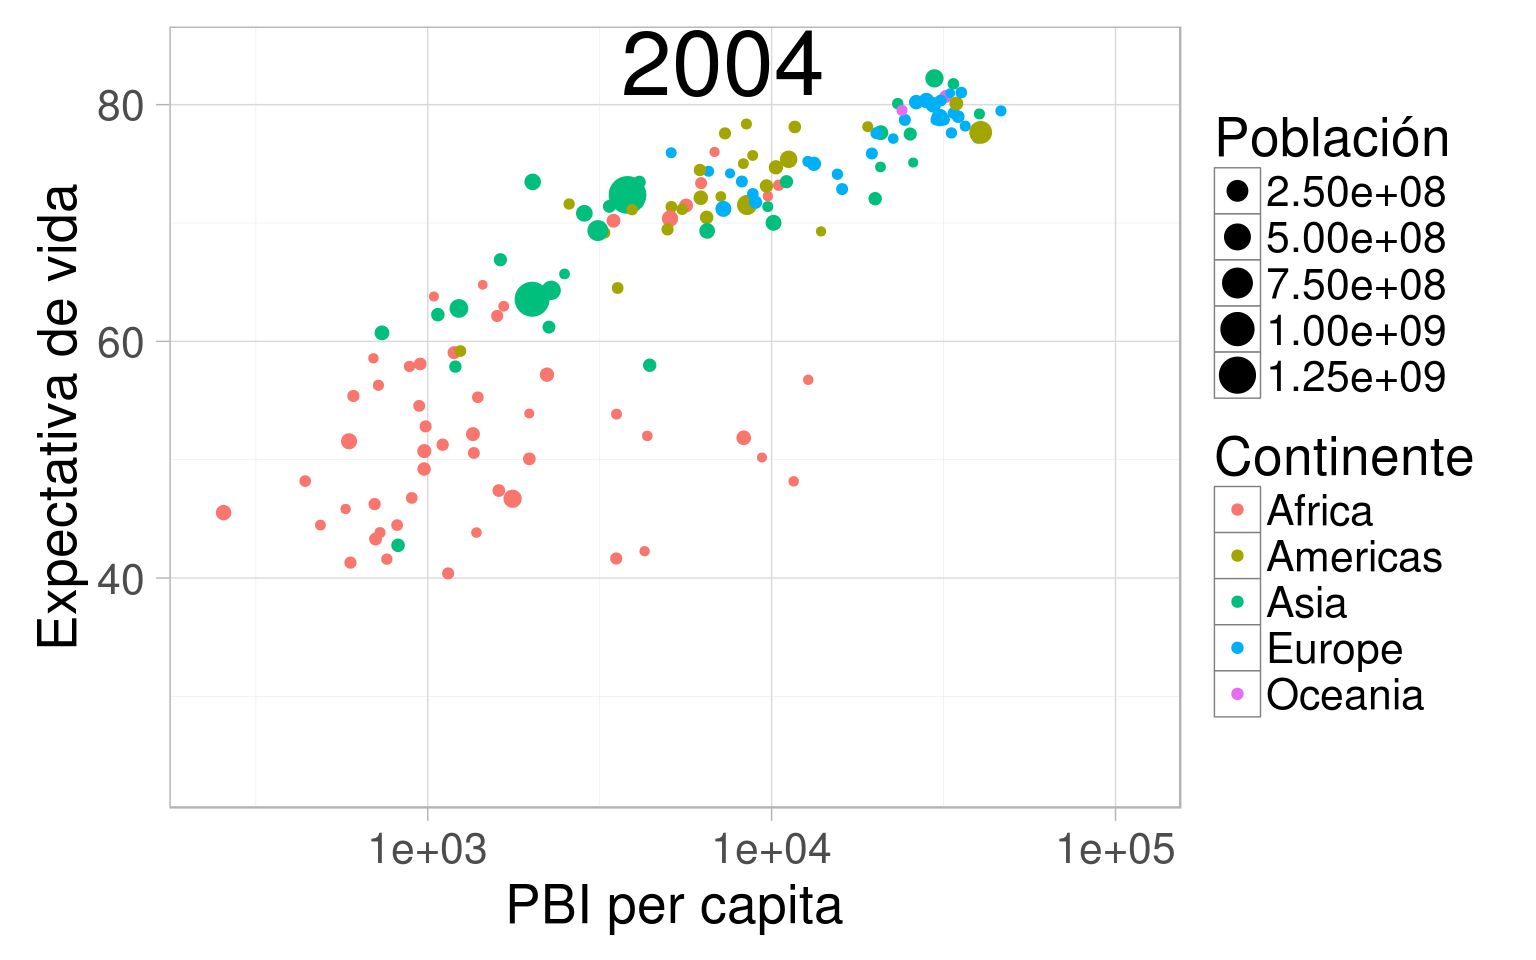 2004
80
60
40
Expectativa de vida
1e+03 1e+04 1e+05
PBI per capita
Población
2.50e+08
5.00e+08
7.50e+08
1.00e+09
1.25e+09
Continente
Africa
Americas
Asia
Europe
Oceania